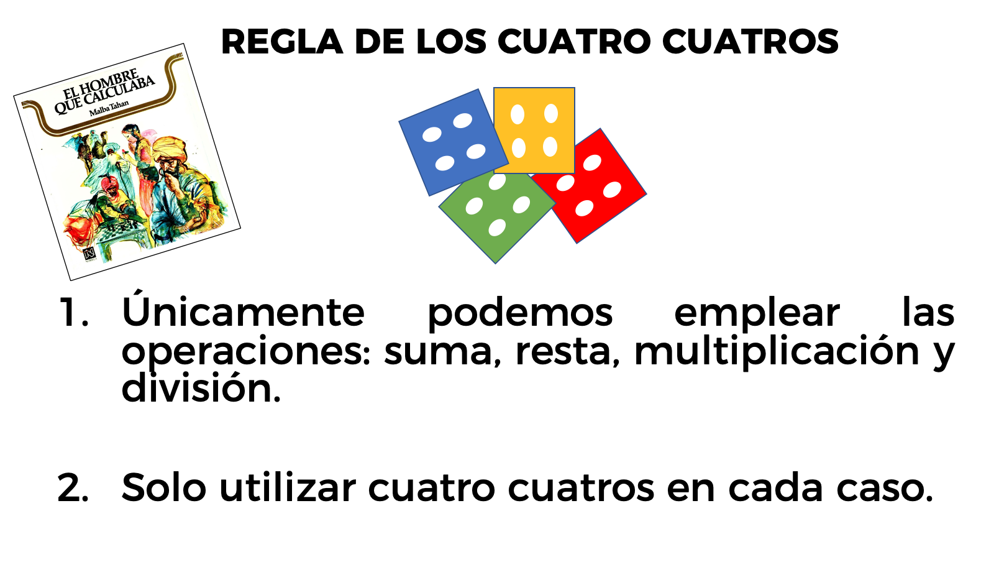 REGLA DE LOS CUATRO CUATROS
EL HOMBRE
QUE CALCULABA
Malba Tahan
1. Únicamente podemos emplear las
operaciones: suma, resta, multiplicación y
división.
2. Solo utilizar cuatro cuatros en cada caso.